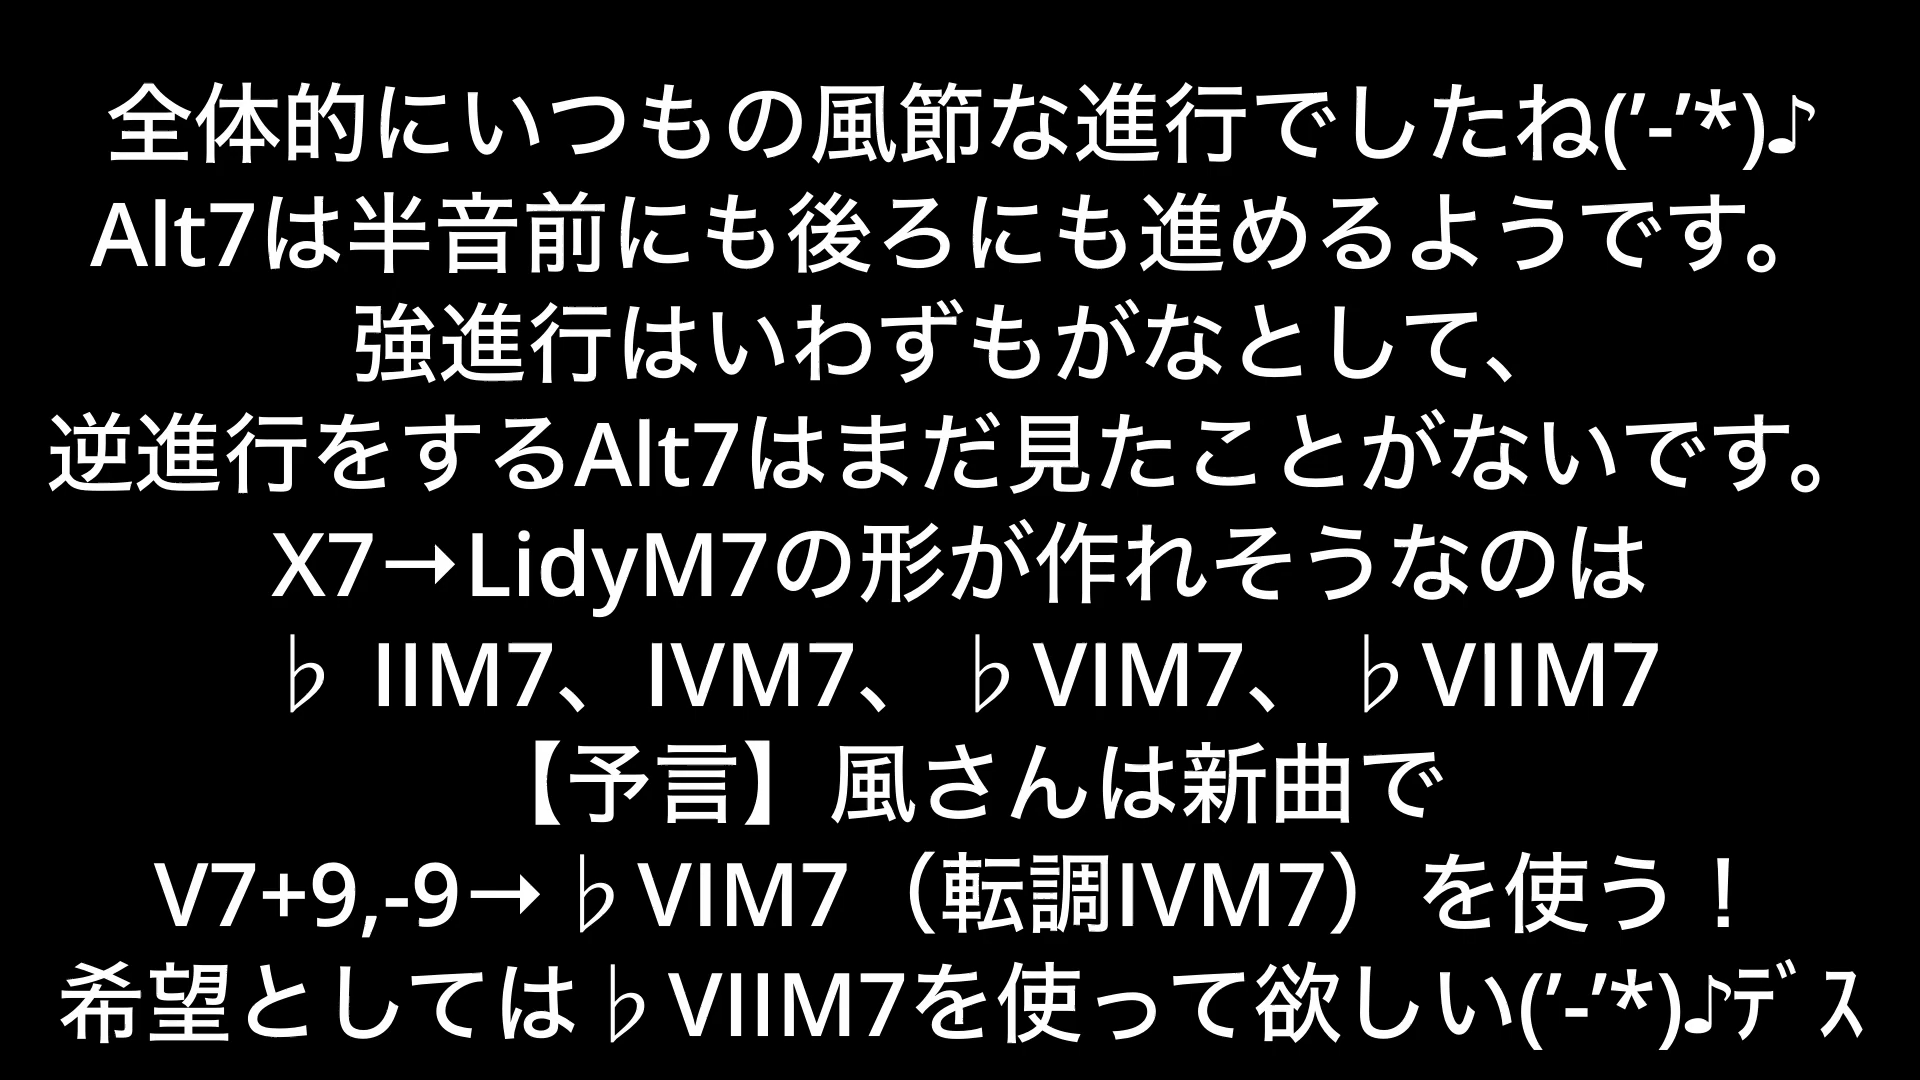 全体的にいつもの風節な進行でしたね(′-′*)♪
Alt7は半音前にも後ろにも進めるようです。
強進行はいわずもがなとして、
逆進行をするAlt7はまだ見たことがないです。
X7→LidyM7の形が作れそうなのは
♭ IIM7、IVM7、♭VIM7、♭VIIM7
【予言】風さんは新曲で
V7+9,-9→♭VIM7（転調IVM7）を使う！
希望としては♭VIIM7を使って欲しい(′-′*)♪ﾃﾞｽ